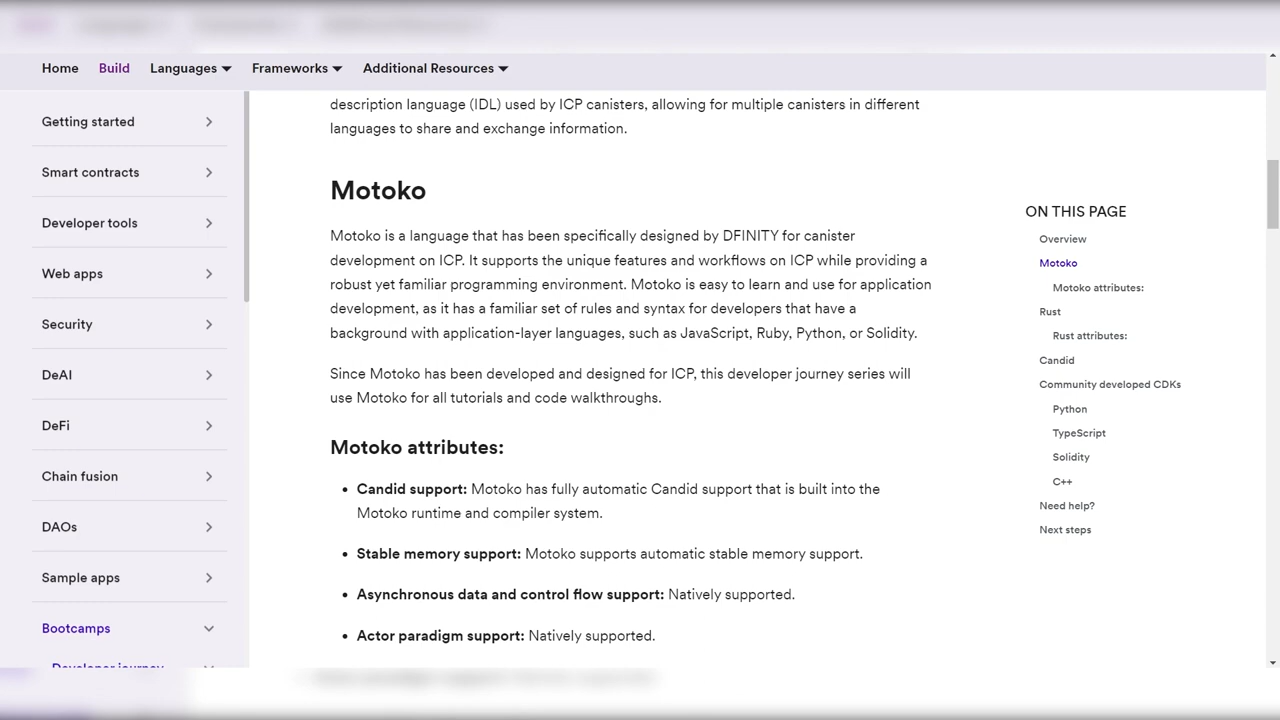 Home Build Languages Frameworks Additional Resources
Getting started
Smart contracts
Developer tools
Web apps
Security
DeAI
DeFi
Chain fusion
DAOs
Sample apps
Bootcamps
Developer journey
description language (IDL) used by ICP canisters, allowing for multiple canisters in different
languages to share and exchange information.
Motoko
Motoko is a language that has been specifically designed by DFINITY for canister
development on ICP. It supports the unique features and workflows on ICP while providing a
robust yet familiar programming environment. Motoko is easy to learn and use for application
development, as it has a familiar set of rules and syntax for developers that have a
background with application-layer languages, such as JavaScript, Ruby, Python, or Solidity.
Since Motoko has been developed and designed for ICP, this developer journey series will
use Motoko for all tutorials and code walkthroughs.
Motoko attributes:
• Candid support: Motoko has fully automatic Candid support that is built into the
Motoko runtime and compiler system.
• Stable memory support: Motoko supports automatic stable memory support.
• Asynchronous data and control flow support: Natively supported.
• Actor paradigm support: Natively supported.
ON THIS PAGE
Overview
Motoko
Motoko attributes:
Rust
Rust attributes:
Candid
Community developed CDKs
Python
TypeScript
Solidity
C++
Need help?
Next steps